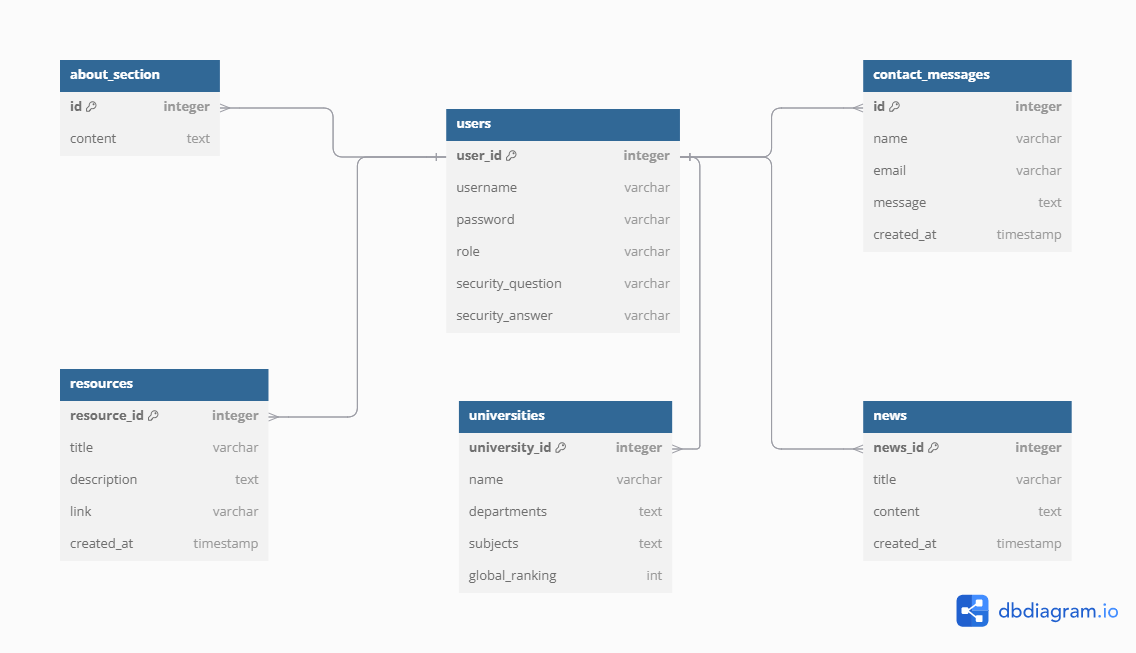 about_section
id integer
content text
users
user_id integer
username varchar
password varchar
role varchar
security_question varchar
security_answer varchar
contact_messages
id integer
name varchar
email varchar
message text
created_at timestamp
resources
resource_id integer
title varchar
description text
link varchar
created_at timestamp
universities
university_id integer
name varchar
departments text
subjects text
global_ranking int
news
news_id integer
title varchar
content text
created_at timestamp
dbdiagram.io